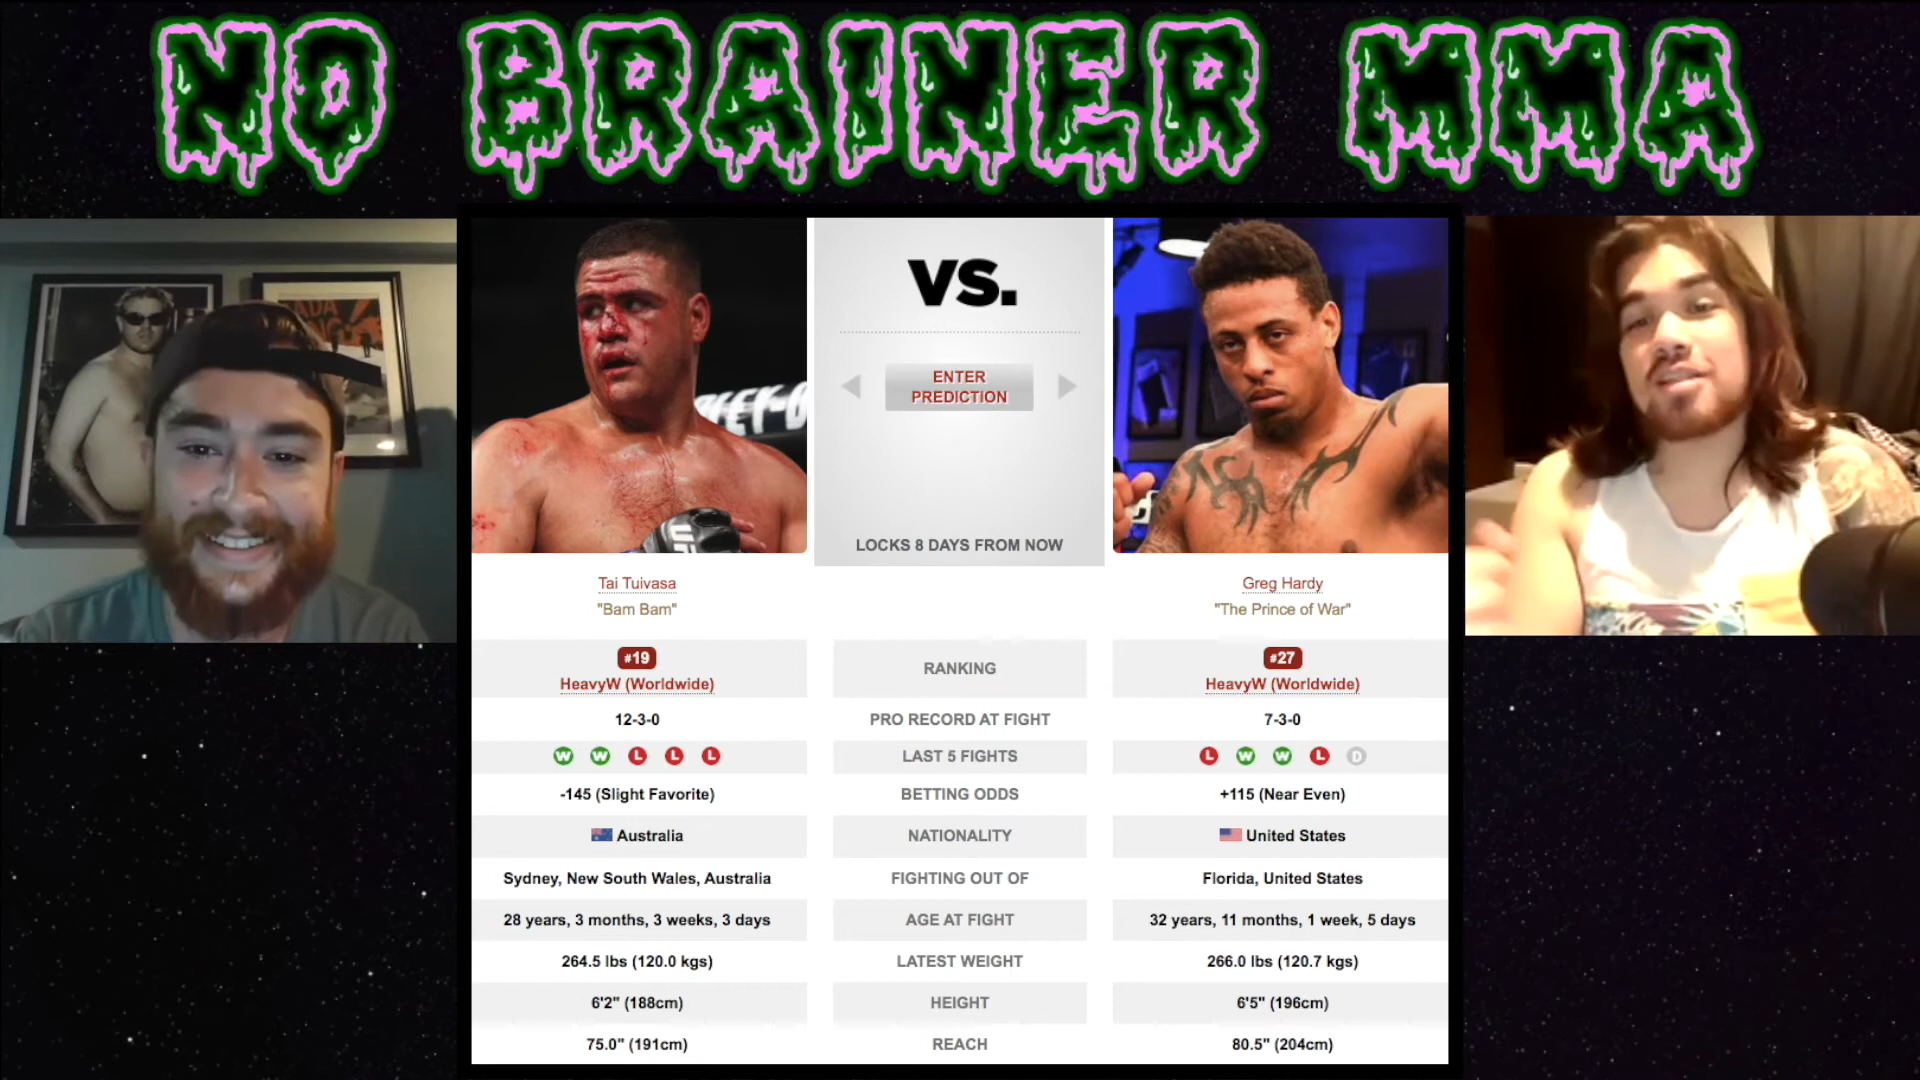 NO BRAINER MMA
VS.
ENTER
PREDICTION
LOCKS 8 DAYS FROM NOW
Tai Tuivasa
"Bam Bam"
Greg Hardy
"The Prince of War"
#19
HeavyW (Worldwide)
RANKING
#27
HeavyW (Worldwide)
12-3-0 PRO RECORD AT FIGHT 7-3-0
W W L L L LAST 5 FIGHTS L W W L D
-145 (Slight Favorite) BETTING ODDS +115 (Near Even)
Australia NATIONALITY United States
Sydney, New South Wales, Australia FIGHTING OUT OF Florida, United States
28 years, 3 months, 3 weeks, 3 days AGE AT FIGHT 32 years, 11 months, 1 week, 5 days
264.5 lbs (120.0 kgs) LATEST WEIGHT 266.0 lbs (120.7 kgs)
6'2" (188cm) HEIGHT 6'5" (196cm)
75.0" (191cm) REACH 80.5" (204cm)